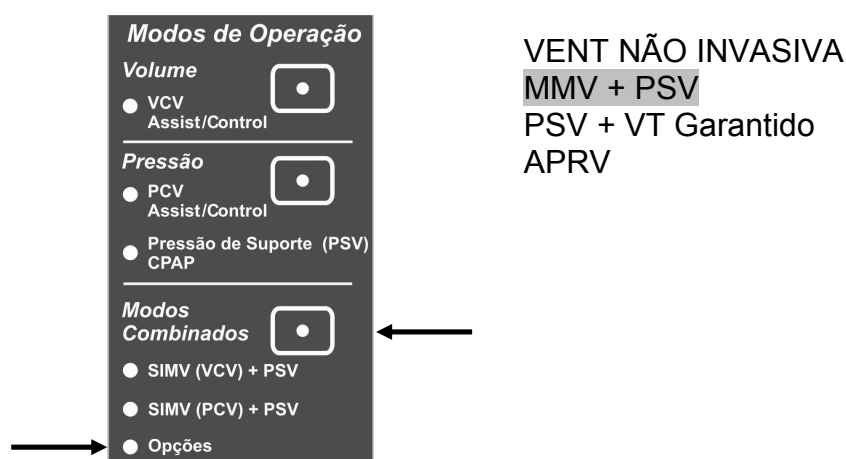 Modos de Operação
Volume
VCV
Assist/Control
Pressão
PCV
Assist/Control
Pressão de Suporte (PSV)
CPAP
Modos
Combinados
SIMV (VCV) + PSV
SIMV (PCV) + PSV
Opções
VENT NÃO INVASIVA
MMV + PSV
PSV + VT Garantido
APRV